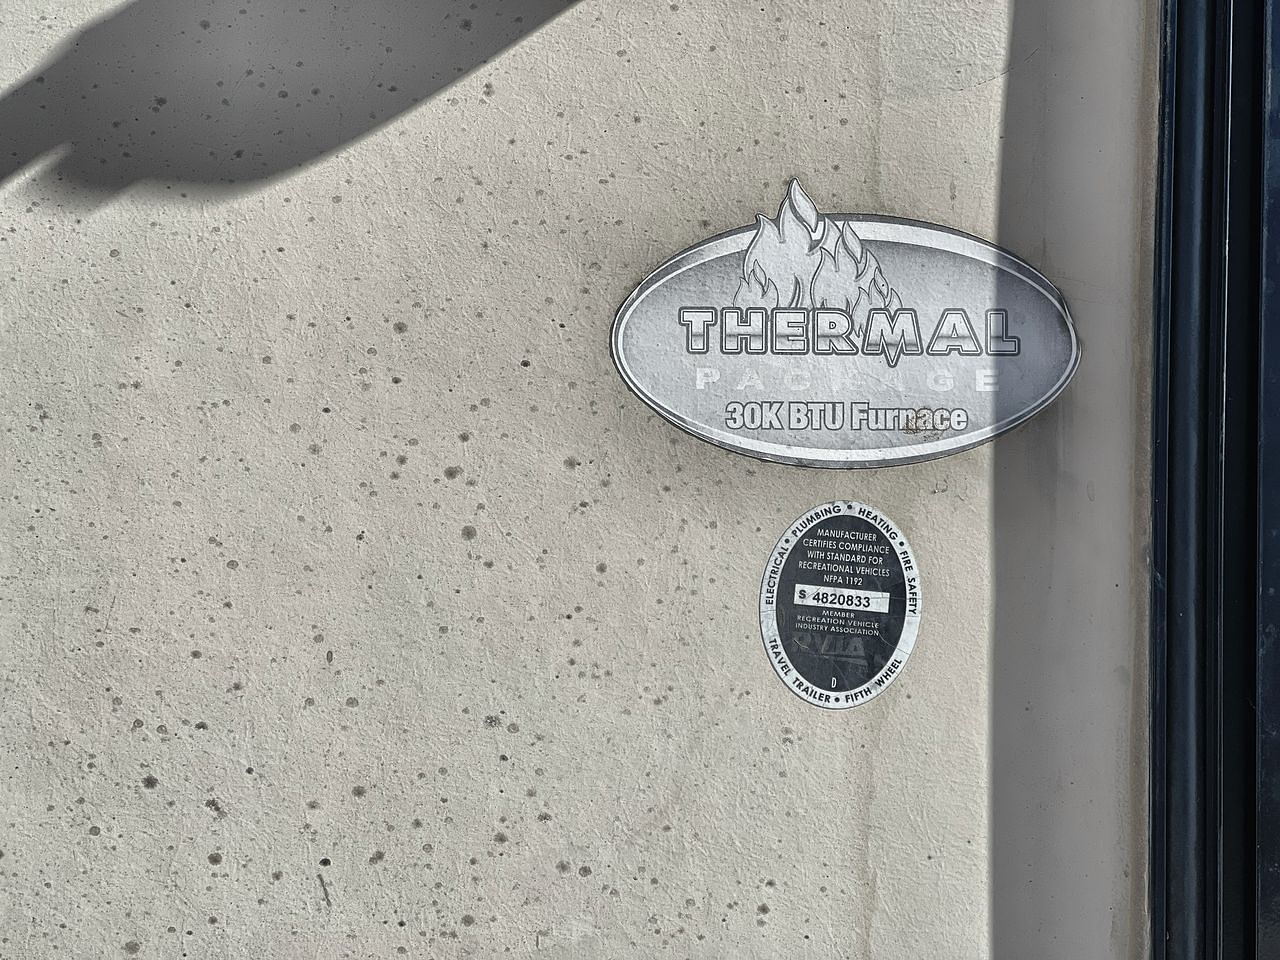 THERMAL
PACKAGE
30K BTU Furnace
ELECTRICAL • PLUMBING • HEATING • FIRE SAFETY
MANUFACTURER
CERTIFIES COMPLIANCE
WITH STANDARD FOR
RECREATIONAL VEHICLES
NFPA 1192
S 4820833
MEMBER
RECREATION VEHICLE
INDUSTRY ASSOCIATION
RVIA
D
TRAVEL TRAILER • FIFTH WHEEL